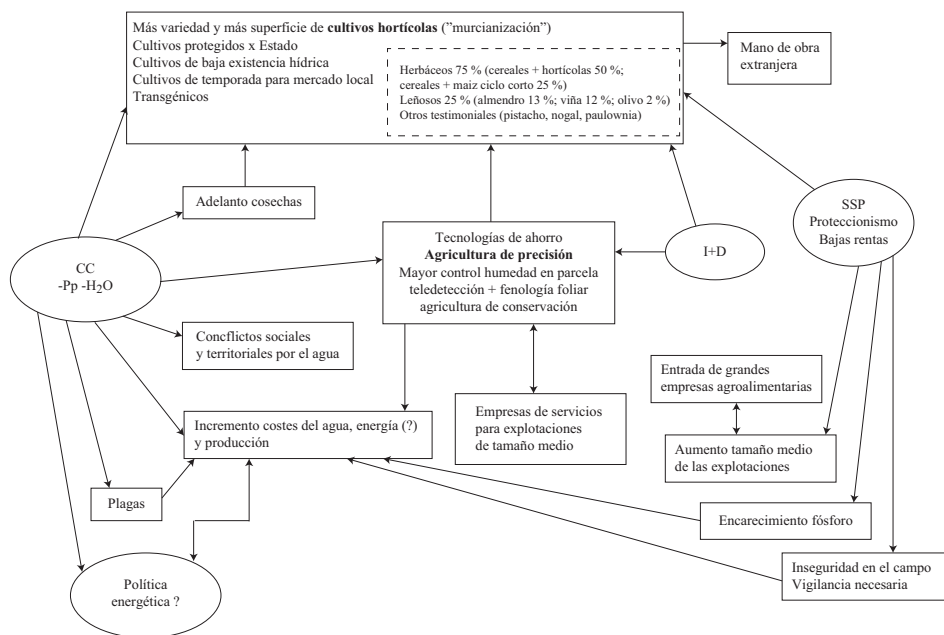 Más variedad y más superficie de cultivos hortícolas (”murcianización”)
Cultivos protegidos x Estado
Cultivos de baja existencia hídrica
Cultivos de temporada para mercado local
Transgénicos
Herbáceos 75 % (cereales + hortícolas 50 %;
cereales + maiz ciclo corto 25 %)
Leñosos 25 % (almendro 13 %; viña 12 %; olivo 2 %)
Otros testimoniales (pistacho, nogal, paulownia)
Mano de obra
extranjera
Adelanto cosechas
SSP
Proteccionismo
Bajas rentas
CC
-Pp -H2O
Tecnologías de ahorro
Agricultura de precisión
Mayor control humedad en parcela
teledetección + fenología foliar
agricultura de conservación
I+D
Concflictos sociales
y territoriales por el agua
Entrada de grandes
empresas agroalimentarias
Incremento costes del agua, energía (?)
y producción
Empresas de servicios
para explotaciones
de tamaño medio
Aumento tamaño medio
de las explotaciones
Plagas
Encarecimiento fósforo
Política
energética ?
Inseguridad en el campo
Vigilancia necesaria